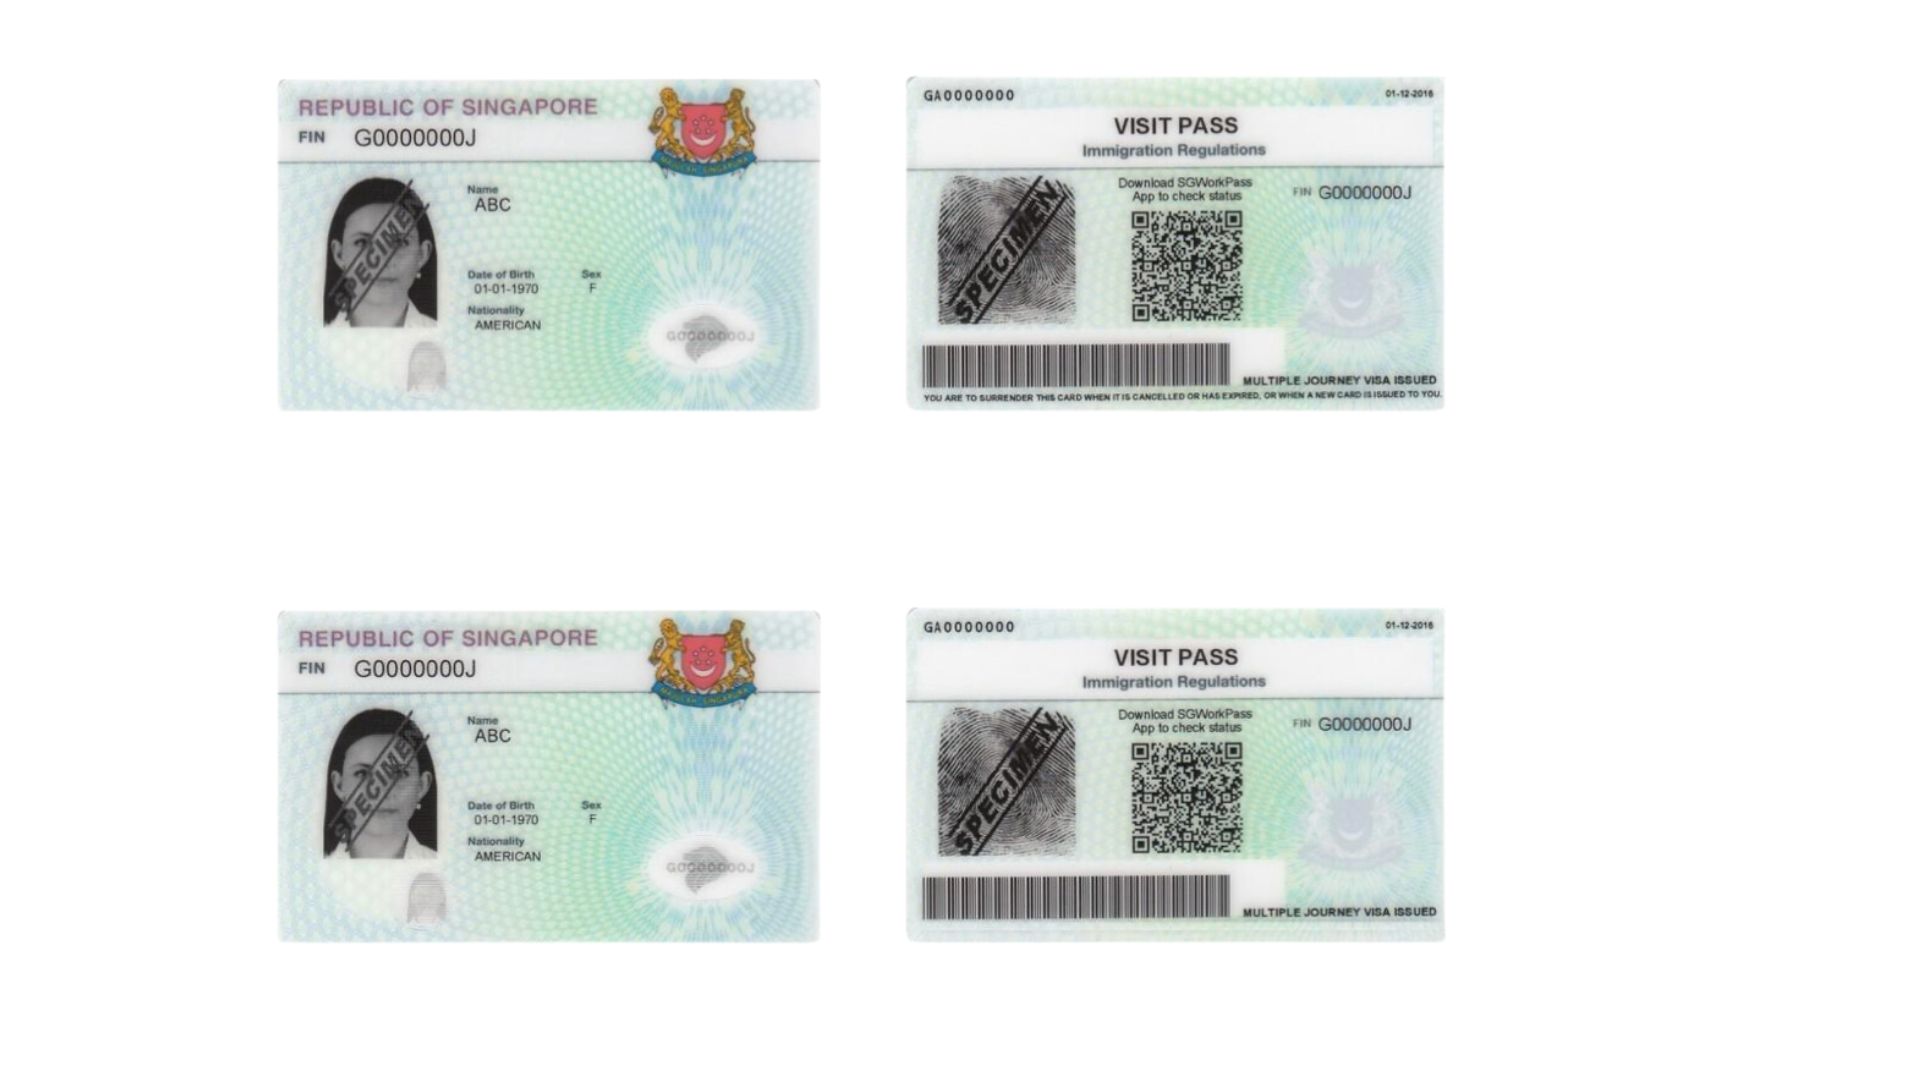 REPUBLIC OF SINGAPORE
FIN G0000000J
MAJULAH SINGAPURA
SPECIMEN
Name
ABC
Date of Birth Sex
01-01-1970 F
Nationality
AMERICAN
G0000000J
GA0000000 01-12-2016
VISIT PASS
Immigration Regulations
SPECIMEN
Download SGWorkPass
App to check status
FIN G0000000J
MULTIPLE JOURNEY VISA ISSUED
YOU ARE TO SURRENDER THIS CARD WHEN IT IS CANCELLED OR HAS EXPIRED, OR WHEN A NEW CARD IS ISSUED TO YOU.
REPUBLIC OF SINGAPORE
FIN G0000000J
MAJULAH SINGAPURA
SPECIMEN
Name
ABC
Date of Birth Sex
01-01-1970 F
Nationality
AMERICAN
G0000000J
GA0000000 01-12-2016
VISIT PASS
Immigration Regulations
SPECIMEN
Download SGWorkPass
App to check status
FIN G0000000J
MULTIPLE JOURNEY VISA ISSUED